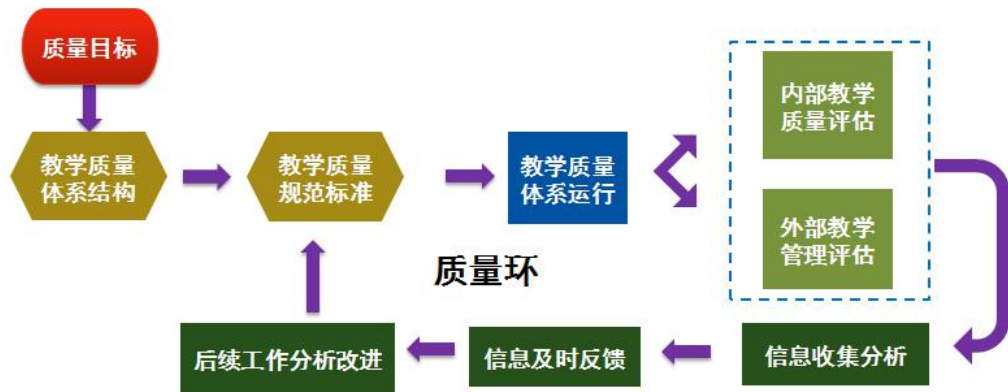 质量目标
教学质量
体系结构
教学质量
规范标准
教学质量
体系运行
内部教学
质量评估
外部教学
管理评估
质量环
后续工作分析改进
信息及时反馈
信息收集分析